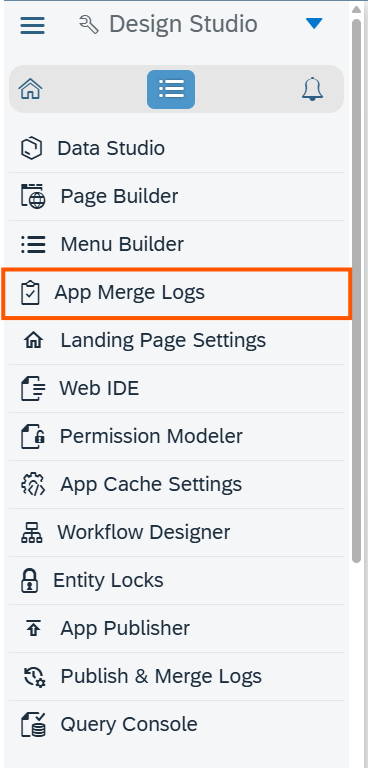 Design Studio
Data Studio
Page Builder
Menu Builder
App Merge Logs
Landing Page Settings
Web IDE
Permission Modeler
App Cache Settings
Workflow Designer
Entity Locks
App Publisher
Publish & Merge Logs
Query Console